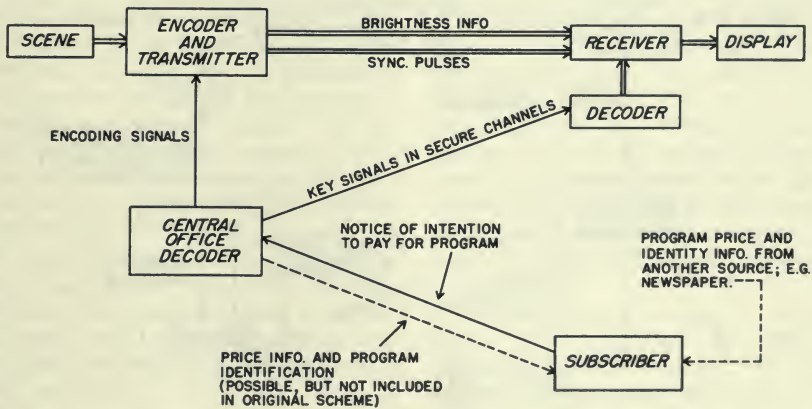 SCENE
ENCODER
AND
TRANSMITTER
BRIGHTNESS INFO
SYNC. PULSES
RECEIVER
DISPLAY
DECODER
ENCODING SIGNALS
KEY SIGNALS IN SECURE CHANNELS
CENTRAL
OFFICE
DECODER
NOTICE OF INTENTION
TO PAY FOR PROGRAM
PROGRAM PRICE AND
IDENTITY INFO. FROM
ANOTHER SOURCE; E.G.
NEWSPAPER.
PRICE INFO. AND PROGRAM
IDENTIFICATION
(POSSIBLE, BUT NOT INCLUDED
IN ORIGINAL SCHEME)
SUBSCRIBER